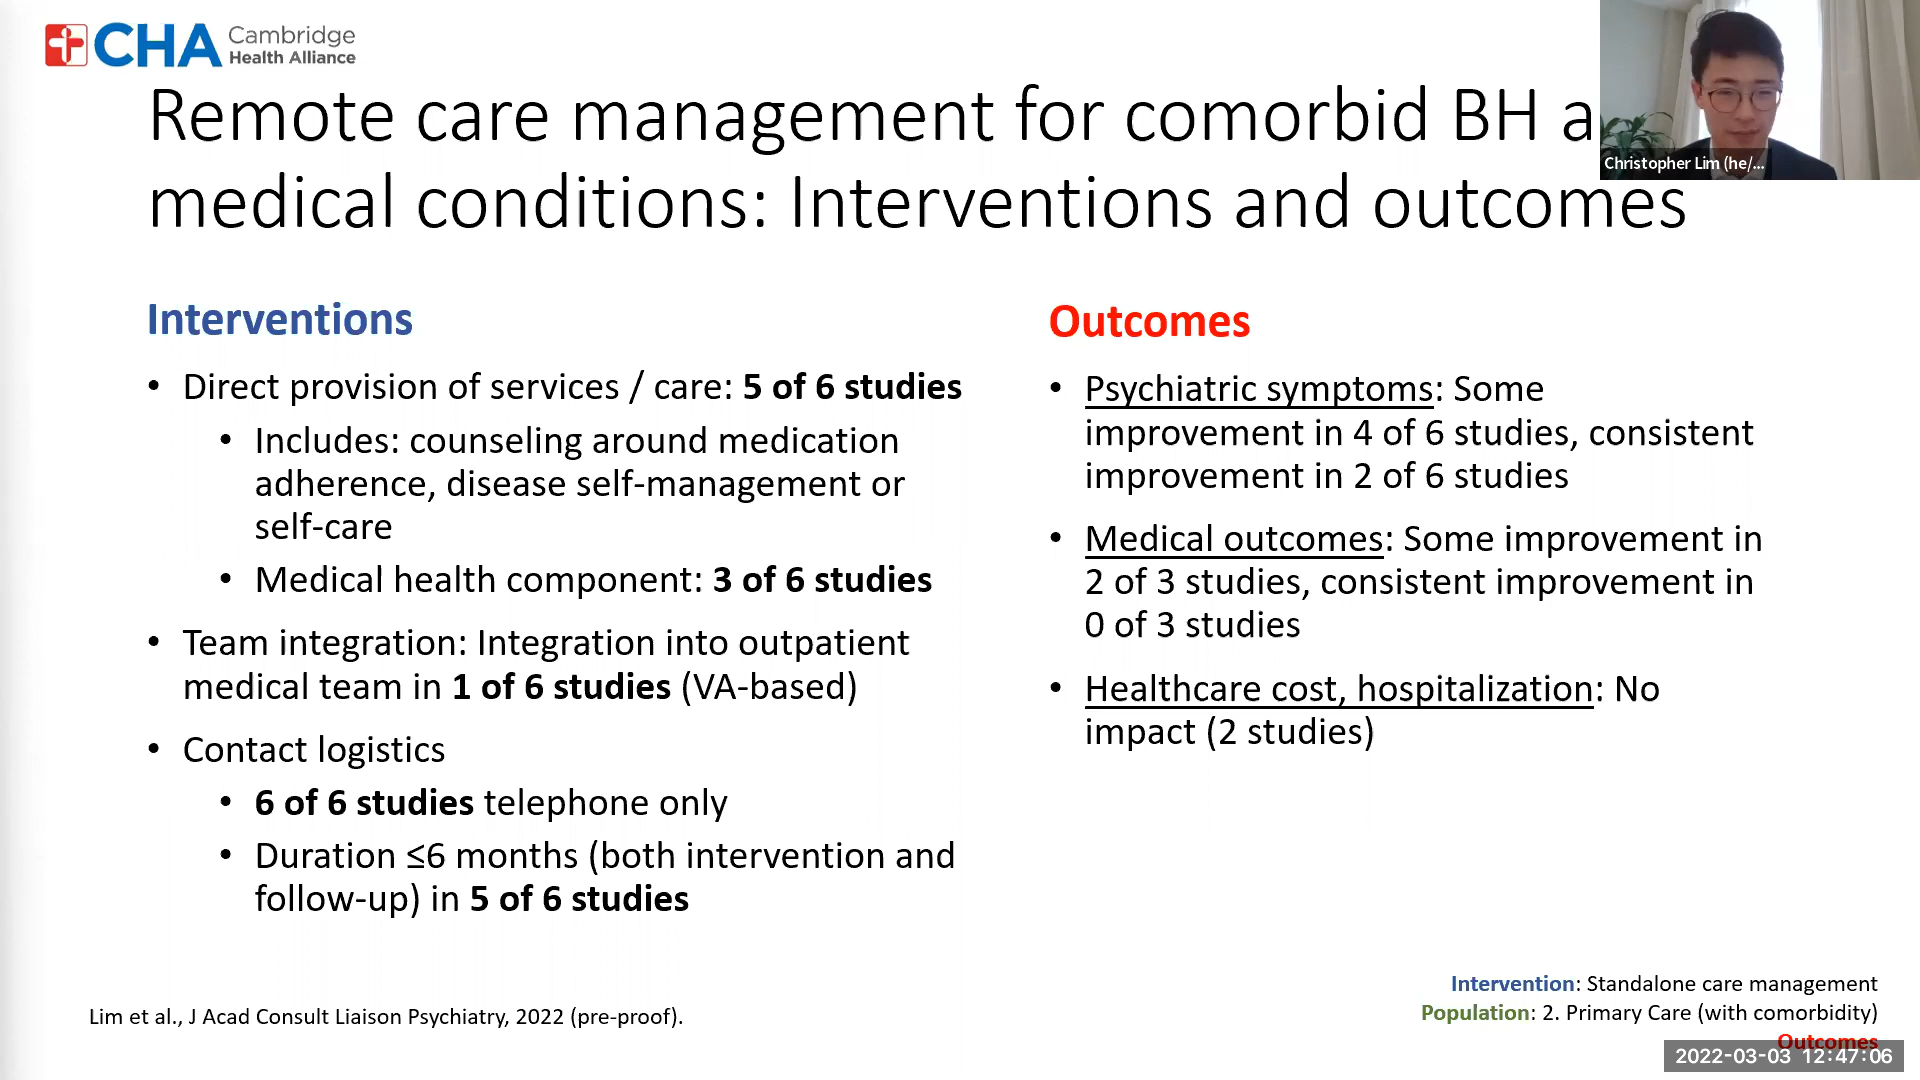 CHA Cambridge
Health Alliance
Remote care management for comorbid BH a
medical conditions: Interventions and outcomes
Christopher Lim (he/...
Interventions
• Direct provision of services / care: 5 of 6 studies
• Includes: counseling around medication
adherence, disease self-management or
self-care
• Medical health component: 3 of 6 studies
• Team integration: Integration into outpatient
medical team in 1 of 6 studies (VA-based)
• Contact logistics
• 6 of 6 studies telephone only
• Duration ≤6 months (both intervention and
follow-up) in 5 of 6 studies
Outcomes
• Psychiatric symptoms: Some
improvement in 4 of 6 studies, consistent
improvement in 2 of 6 studies
• Medical outcomes: Some improvement in
2 of 3 studies, consistent improvement in
0 of 3 studies
• Healthcare cost, hospitalization: No
impact (2 studies)
Lim et al., J Acad Consult Liaison Psychiatry, 2022 (pre-proof).
Intervention: Standalone care management
Population: 2. Primary Care (with comorbidity)
Outcomes
2022-03-03 12:47:06